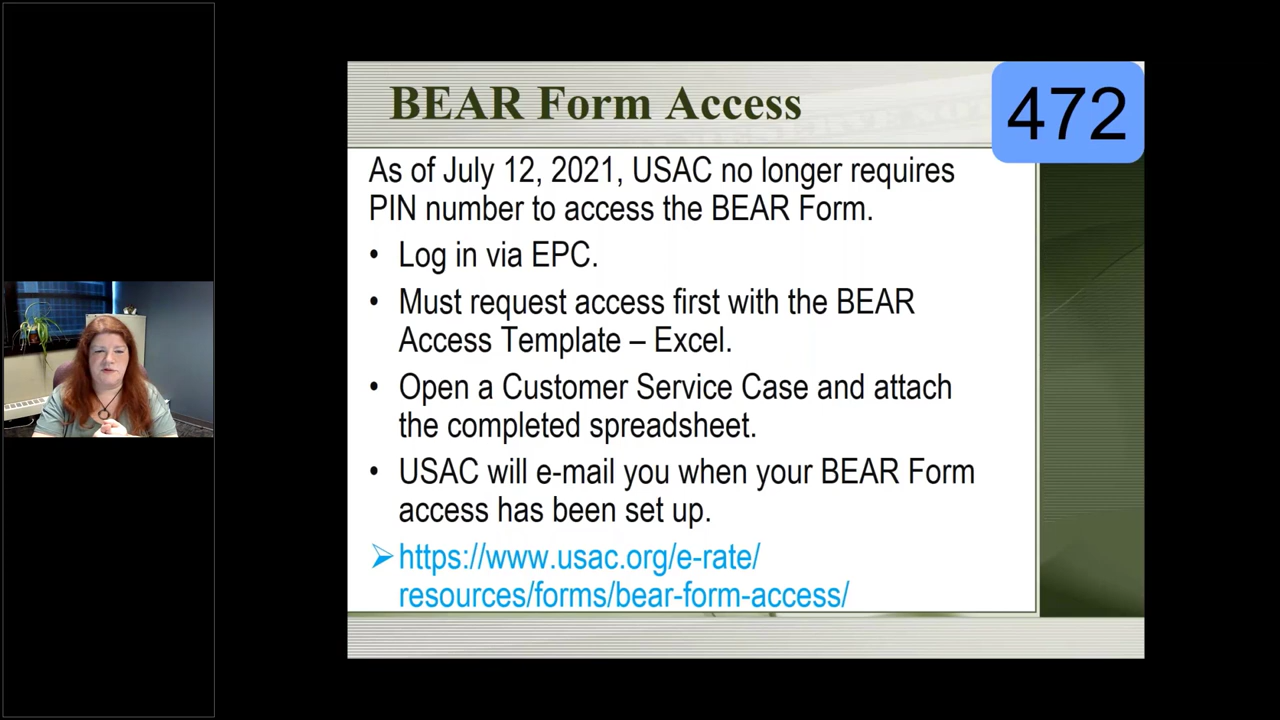 BEAR Form Access
472
As of July 12, 2021, USAC no longer requires
PIN number to access the BEAR Form.
• Log in via EPC.
• Must request access first with the BEAR
Access Template – Excel.
• Open a Customer Service Case and attach
the completed spreadsheet.
• USAC will e-mail you when your BEAR Form
access has been set up.
➢ https://www.usac.org/e-rate/
resources/forms/bear-form-access/